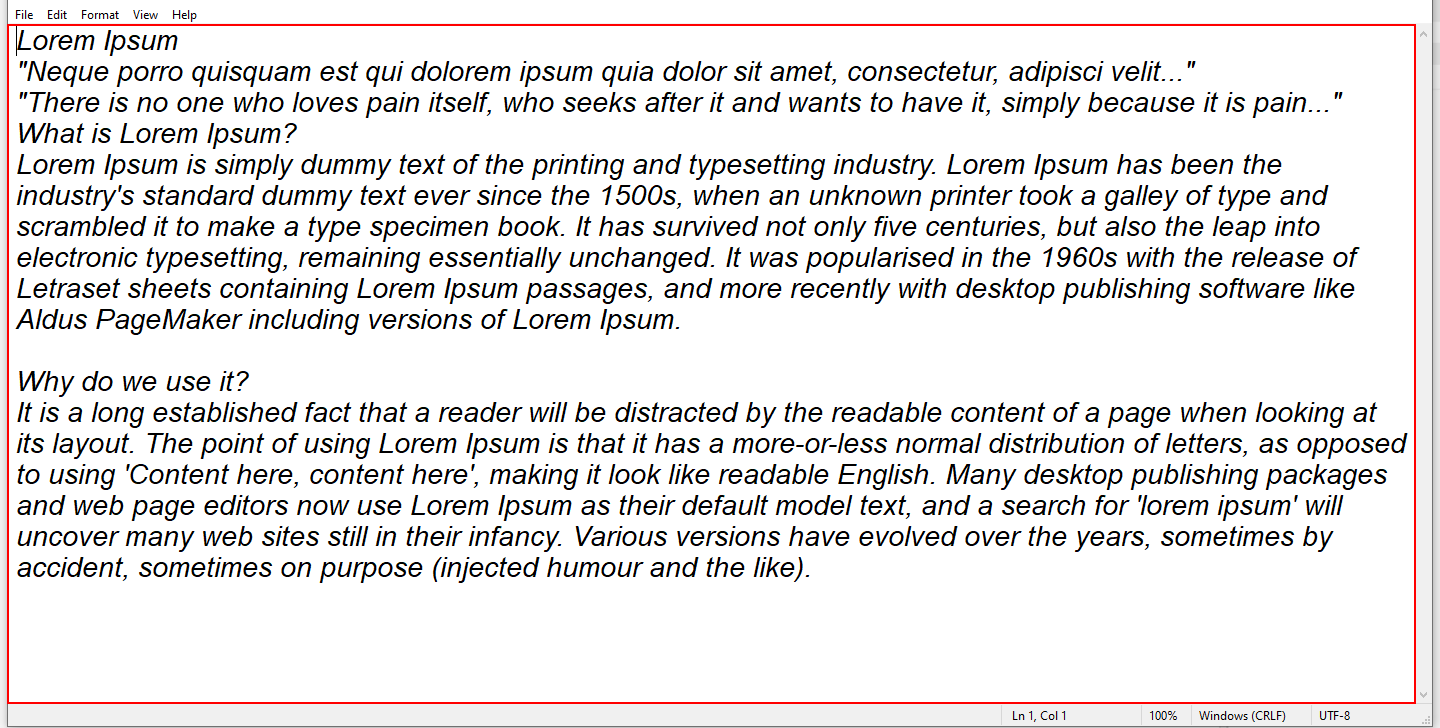 File Edit Format View Help
Lorem Ipsum
"Neque porro quisquam est qui dolorem ipsum quia dolor sit amet, consectetur, adipisci velit..."
"There is no one who loves pain itself, who seeks after it and wants to have it, simply because it is pain..."
What is Lorem Ipsum?
Lorem Ipsum is simply dummy text of the printing and typesetting industry. Lorem Ipsum has been the
industry's standard dummy text ever since the 1500s, when an unknown printer took a galley of type and
scrambled it to make a type specimen book. It has survived not only five centuries, but also the leap into
electronic typesetting, remaining essentially unchanged. It was popularised in the 1960s with the release of
Letraset sheets containing Lorem Ipsum passages, and more recently with desktop publishing software like
Aldus PageMaker including versions of Lorem Ipsum.
Why do we use it?
It is a long established fact that a reader will be distracted by the readable content of a page when looking at
its layout. The point of using Lorem Ipsum is that it has a more-or-less normal distribution of letters, as opposed
to using 'Content here, content here', making it look like readable English. Many desktop publishing packages
and web page editors now use Lorem Ipsum as their default model text, and a search for 'lorem ipsum' will
uncover many web sites still in their infancy. Various versions have evolved over the years, sometimes by
accident, sometimes on purpose (injected humour and the like).
Ln 1, Col 1 100% Windows (CRLF) UTF-8